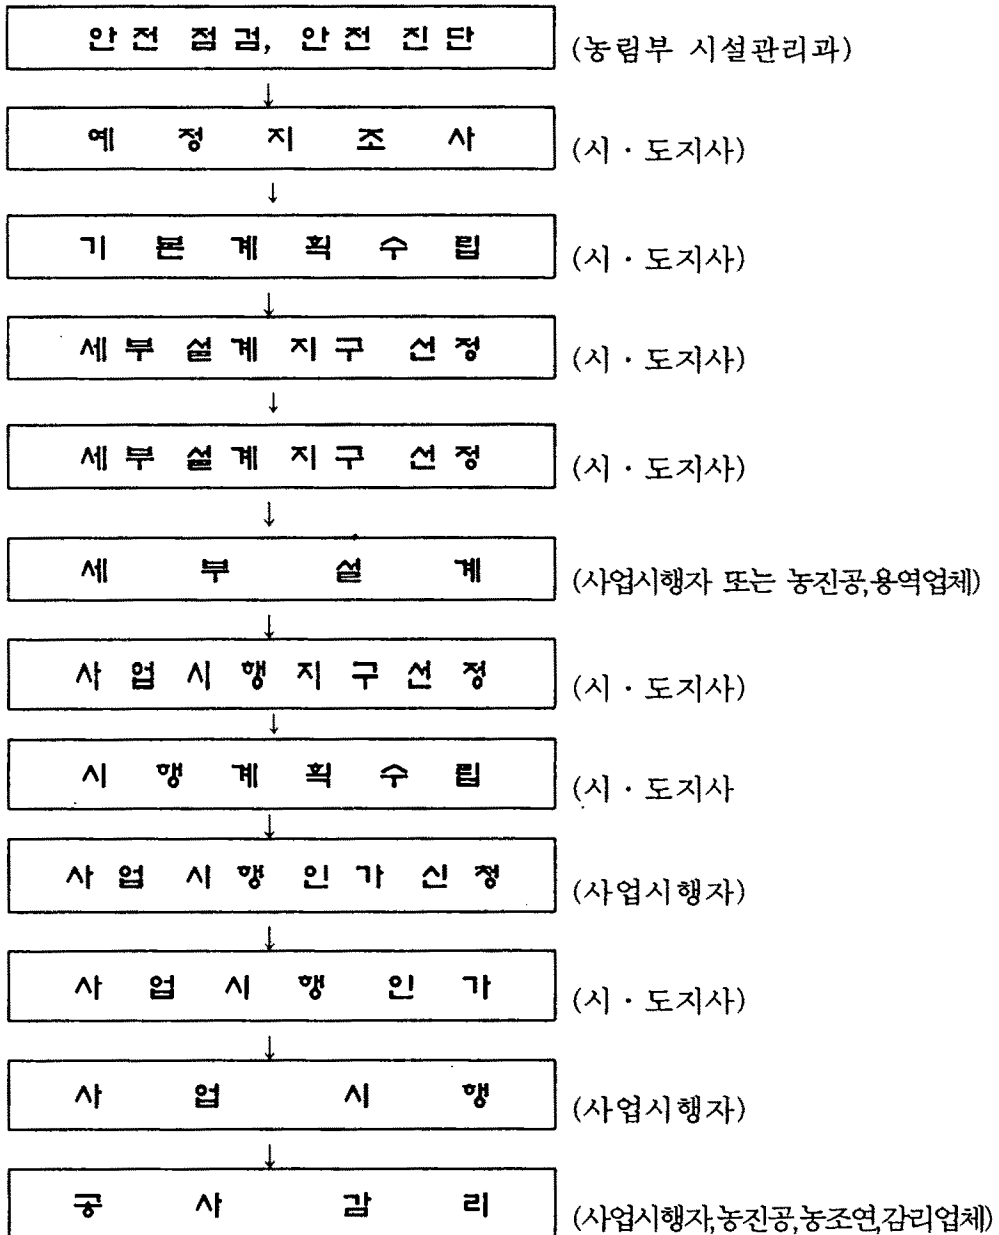 안전 점검, 안전 진단 (농림부 시설관리과)
↓
예 정 지 조 사 (시 · 도지사)
↓
기 본 계 획 수 립 (시 · 도지사)
↓
세 부 설 계 지 구 선 정 (시 · 도지사)
↓
세 부 설 계 지 구 선 정 (시 · 도지사)
↓
세 부 설 계 (사업시행자 또는 농진공,용역업체)
↓
사 업 시 행 지 구 선 정 (시 · 도지사)
↓
시 행 계 획 수 립 (시 · 도지사
↓
사 업 시 행 인 가 신 청 (사업시행자)
↓
사 업 시 행 인 가 (시 · 도지사)
↓
사 업 시 행 (사업시행자)
↓
공 사 감 리 (사업시행자,농진공,농조연,감리업체)